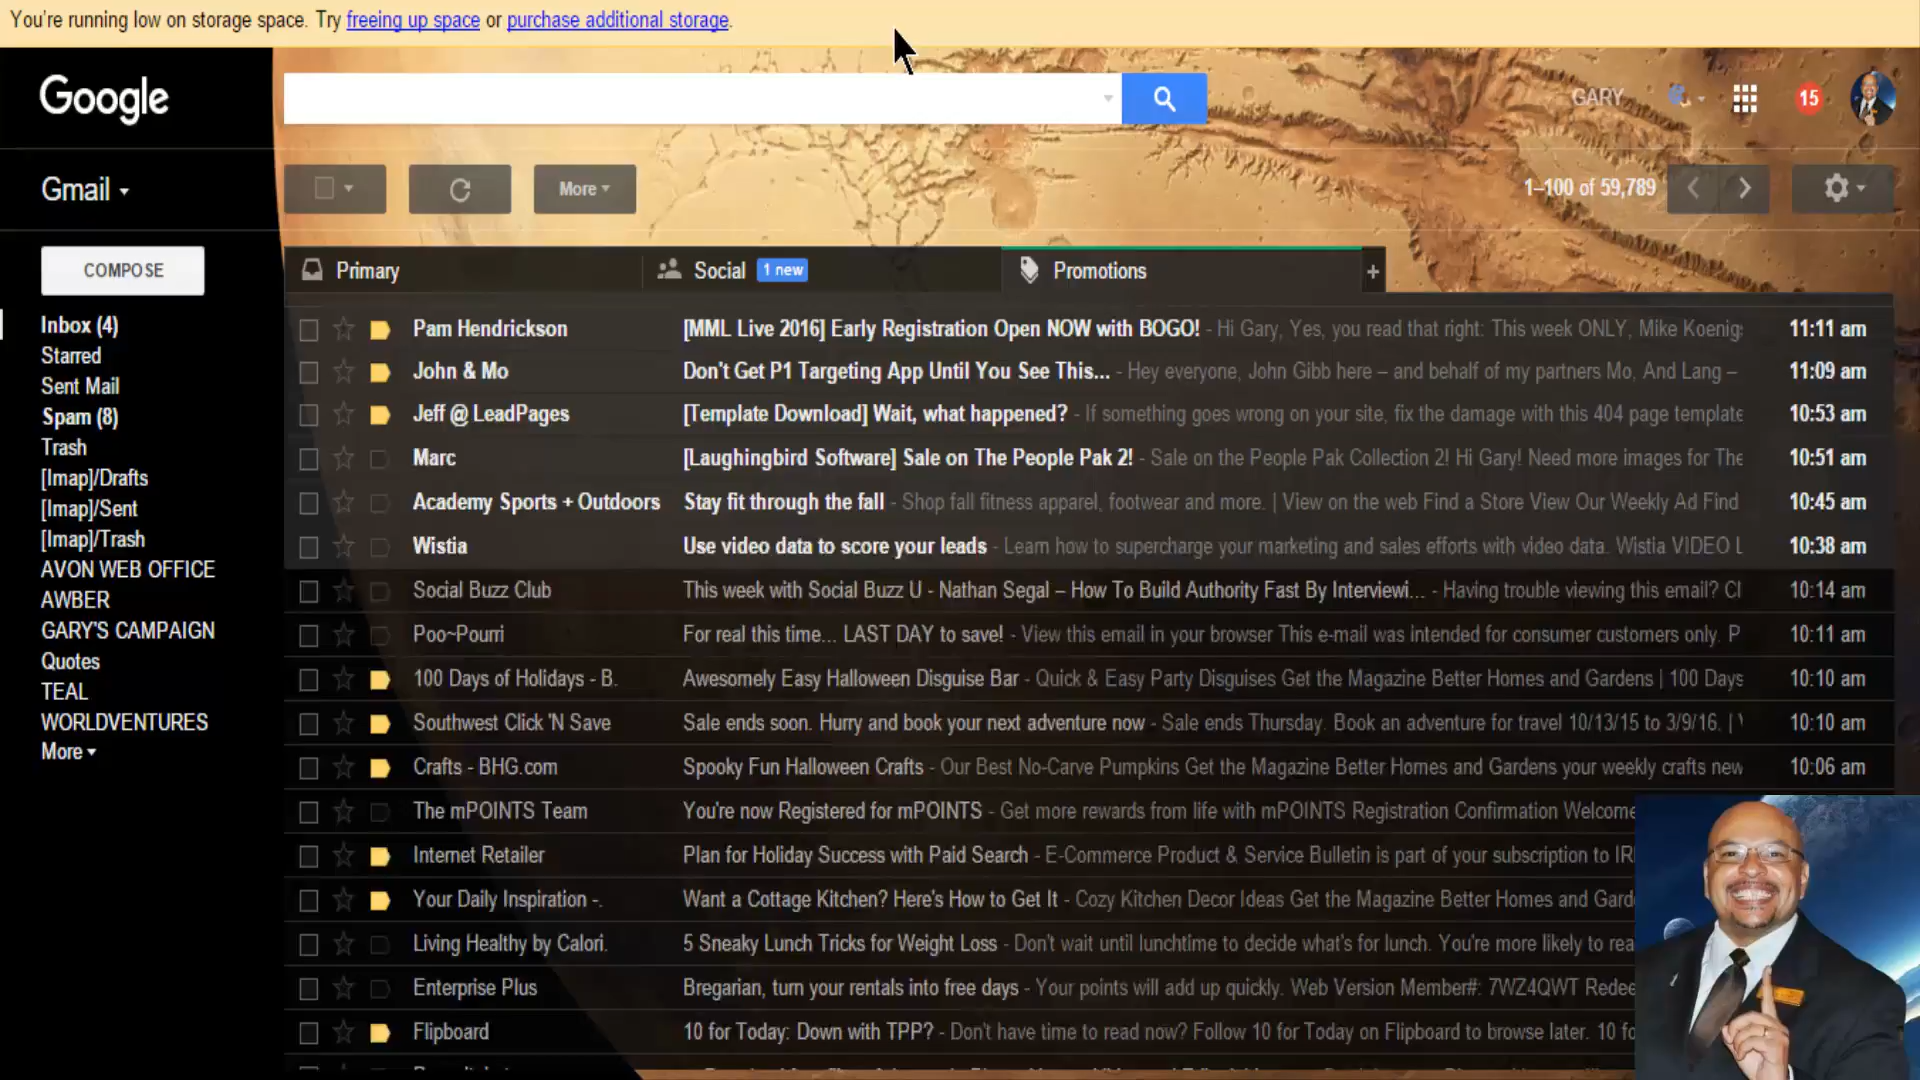 You're running low on storage space. Try freeing up space or purchase additional storage.
Google
GARY
15
Gmail
More
1–100 of 59,789
COMPOSE
Primary
Social 1 new
Promotions
+
Inbox (4)
Starred
Sent Mail
Spam (8)
Trash
[Imap]/Drafts
[Imap]/Sent
[Imap]/Trash
AVON WEB OFFICE
AWBER
GARY'S CAMPAIGN
Quotes
TEAL
WORLDVENTURES
More
Pam Hendrickson [MML Live 2016] Early Registration Open NOW with BOGO! - Hi Gary, Yes, you read that right: This week ONLY, Mike Koenigs 11:11 am
John & Mo Don't Get P1 Targeting App Until You See This... - Hey everyone, John Gibb here – and behalf of my partners Mo, And Lang – 11:09 am
Jeff @ LeadPages [Template Download] Wait, what happened? - If something goes wrong on your site, fix the damage with this 404 page template 10:53 am
Marc [Laughingbird Software] Sale on The People Pak 2! - Sale on the People Pak Collection 2! Hi Gary! Need more images for The 10:51 am
Academy Sports + Outdoors Stay fit through the fall - Shop fall fitness apparel, footwear and more. | View on the web Find a Store View Our Weekly Ad Find 10:45 am
Wistia Use video data to score your leads - Learn how to supercharge your marketing and sales efforts with video data. Wistia VIDEO L 10:38 am
Social Buzz Club This week with Social Buzz U - Nathan Segal – How To Build Authority Fast By Interviewi... - Having trouble viewing this email? Cl 10:14 am
Poo~Pourri For real this time... LAST DAY to save! - View this email in your browser This e-mail was intended for consumer customers only. P 10:11 am
100 Days of Holidays - B. Awesomely Easy Halloween Disguise Bar - Quick & Easy Party Disguises Get the Magazine Better Homes and Gardens | 100 Days 10:10 am
Southwest Click 'N Save Sale ends soon. Hurry and book your next adventure now - Sale ends Thursday. Book an adventure for travel 10/13/15 to 3/9/16. | 10:10 am
Crafts - BHG.com Spooky Fun Halloween Crafts - Our Best No-Carve Pumpkins Get the Magazine Better Homes and Gardens your weekly crafts new 10:06 am
The mPOINTS Team You're now Registered for mPOINTS - Get more rewards from life with mPOINTS Registration Confirmation Welcome
Internet Retailer Plan for Holiday Success with Paid Search - E-Commerce Product & Service Bulletin is part of your subscription to IR
Your Daily Inspiration -. Want a Cottage Kitchen? Here's How to Get It - Cozy Kitchen Decor Ideas Get the Magazine Better Homes and Gard
Living Healthy by Calori. 5 Sneaky Lunch Tricks for Weight Loss - Don't wait until lunchtime to decide what's for lunch. You're more likely to rea
Enterprise Plus Bregarian, turn your rentals into free days - Your points will add up quickly. Web Version Member#: 7WZ4QWT Redee
Flipboard 10 for Today: Down with TPP? - Don't have time to read now? Follow 10 for Today on Flipboard to browse later. 10 fo